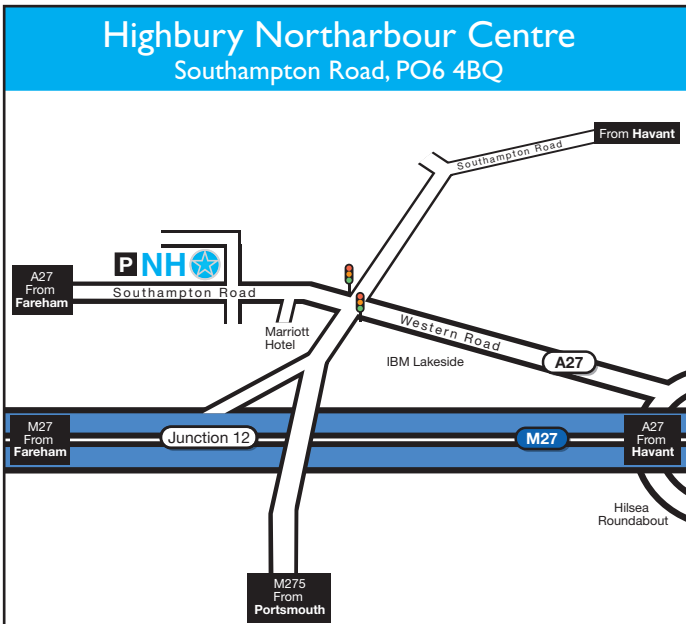 Highbury Northarbour Centre
Southampton Road, PO6 4BQ
From Havant
Southampton Road
P NH
A27
From
Fareham
Southampton Road
Marriott
Hotel
Western Road
IBM Lakeside
A27
M27
From
Fareham
Junction 12
M27
A27
From
Havant
Hilsea
Roundabout
M275
From
Portsmouth